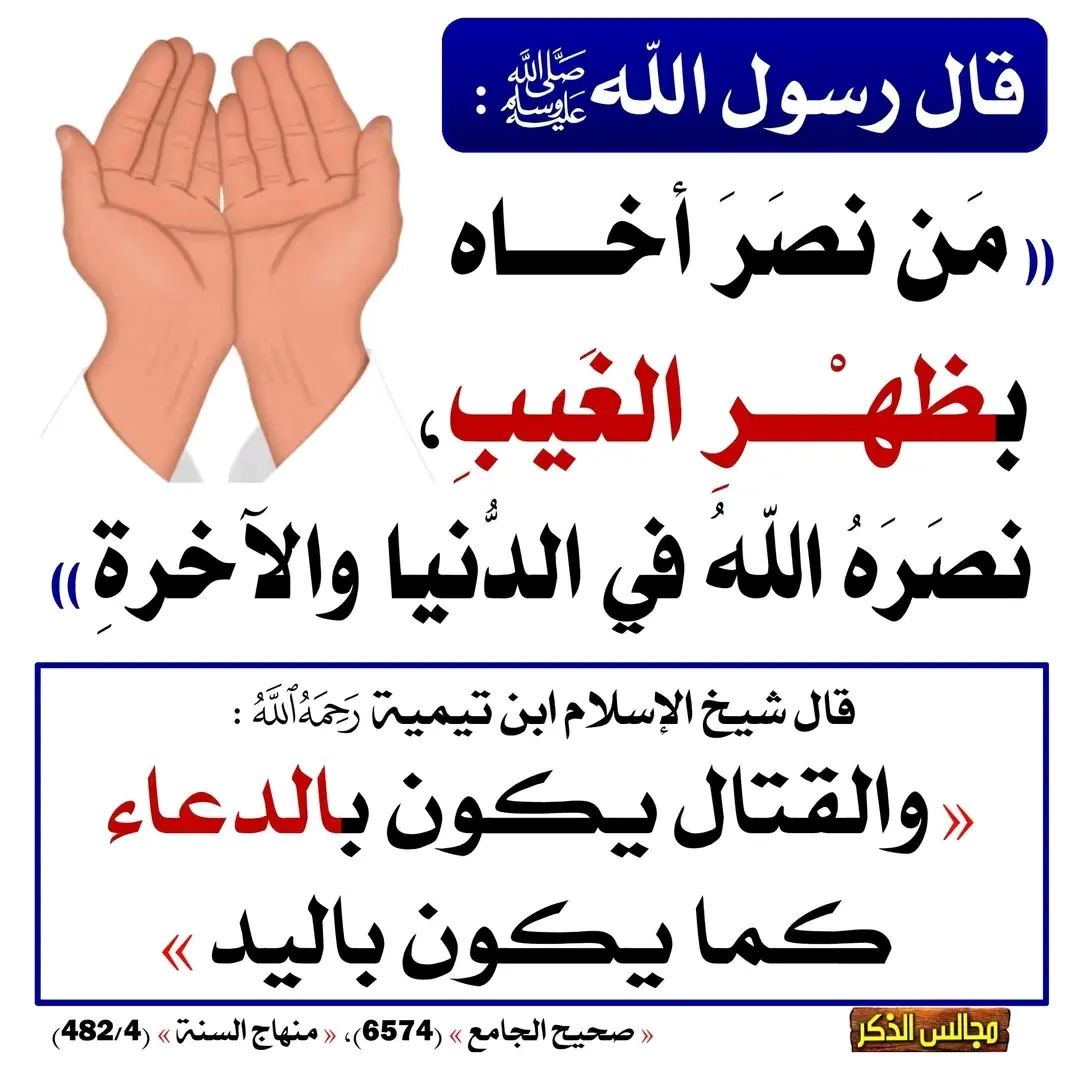 قال رسول الله ﷺ :
(( مَن نصَرَ أخـــاه
بظهْـــرِ الغَيبِ،
نصَرَهُ اللّهُ في الدُّنيا والآخرةِ ))
قال شيخ الإسلام ابن تيمية رَحِمَهُ ٱللَّهُ :
« والقتال يكون بالدعاء
كما يكون باليد »
« صحيح الجامع » (6574)، « منهاج السنة » (482/4)
مجالس الذكر